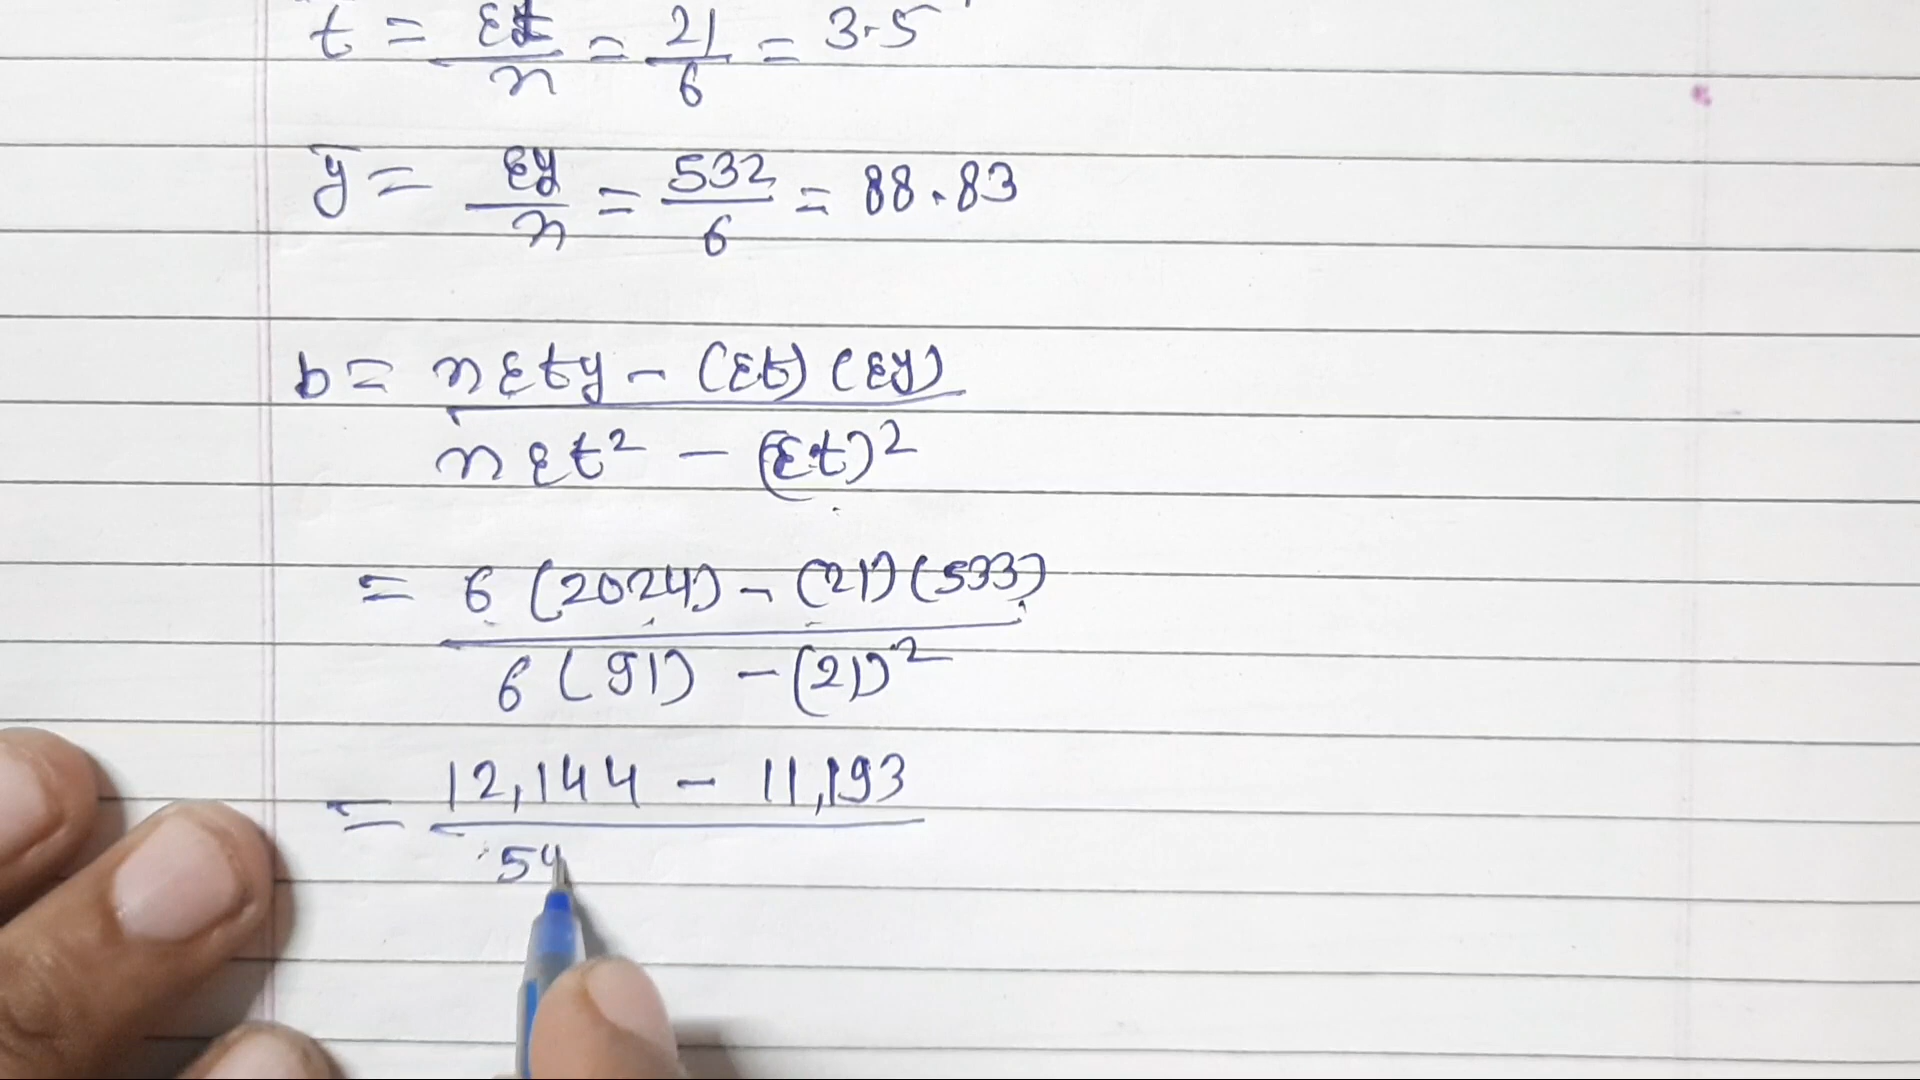 t = Σt/n = 21/6 = 3.5
ȳ = Σy/n = 532/6 = 88.83
b = nΣty - (Σt) (Σy) / nΣt² - (Σt)²
= 6 (2024) - (21) (533) / 6 (91) - (21)²
= 12,144 - 11,193 / 54